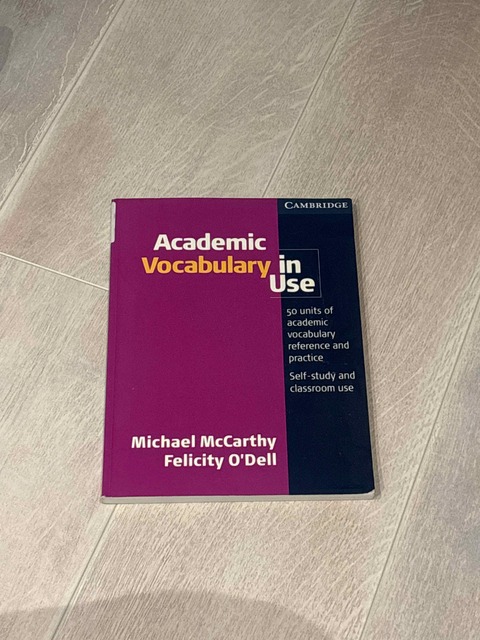 CAMBRIDGE
Academic
Vocabulary in
Use
50 units of
academic
vocabulary
reference and
practice
Self-study and
classroom use
Michael McCarthy
Felicity O'Dell